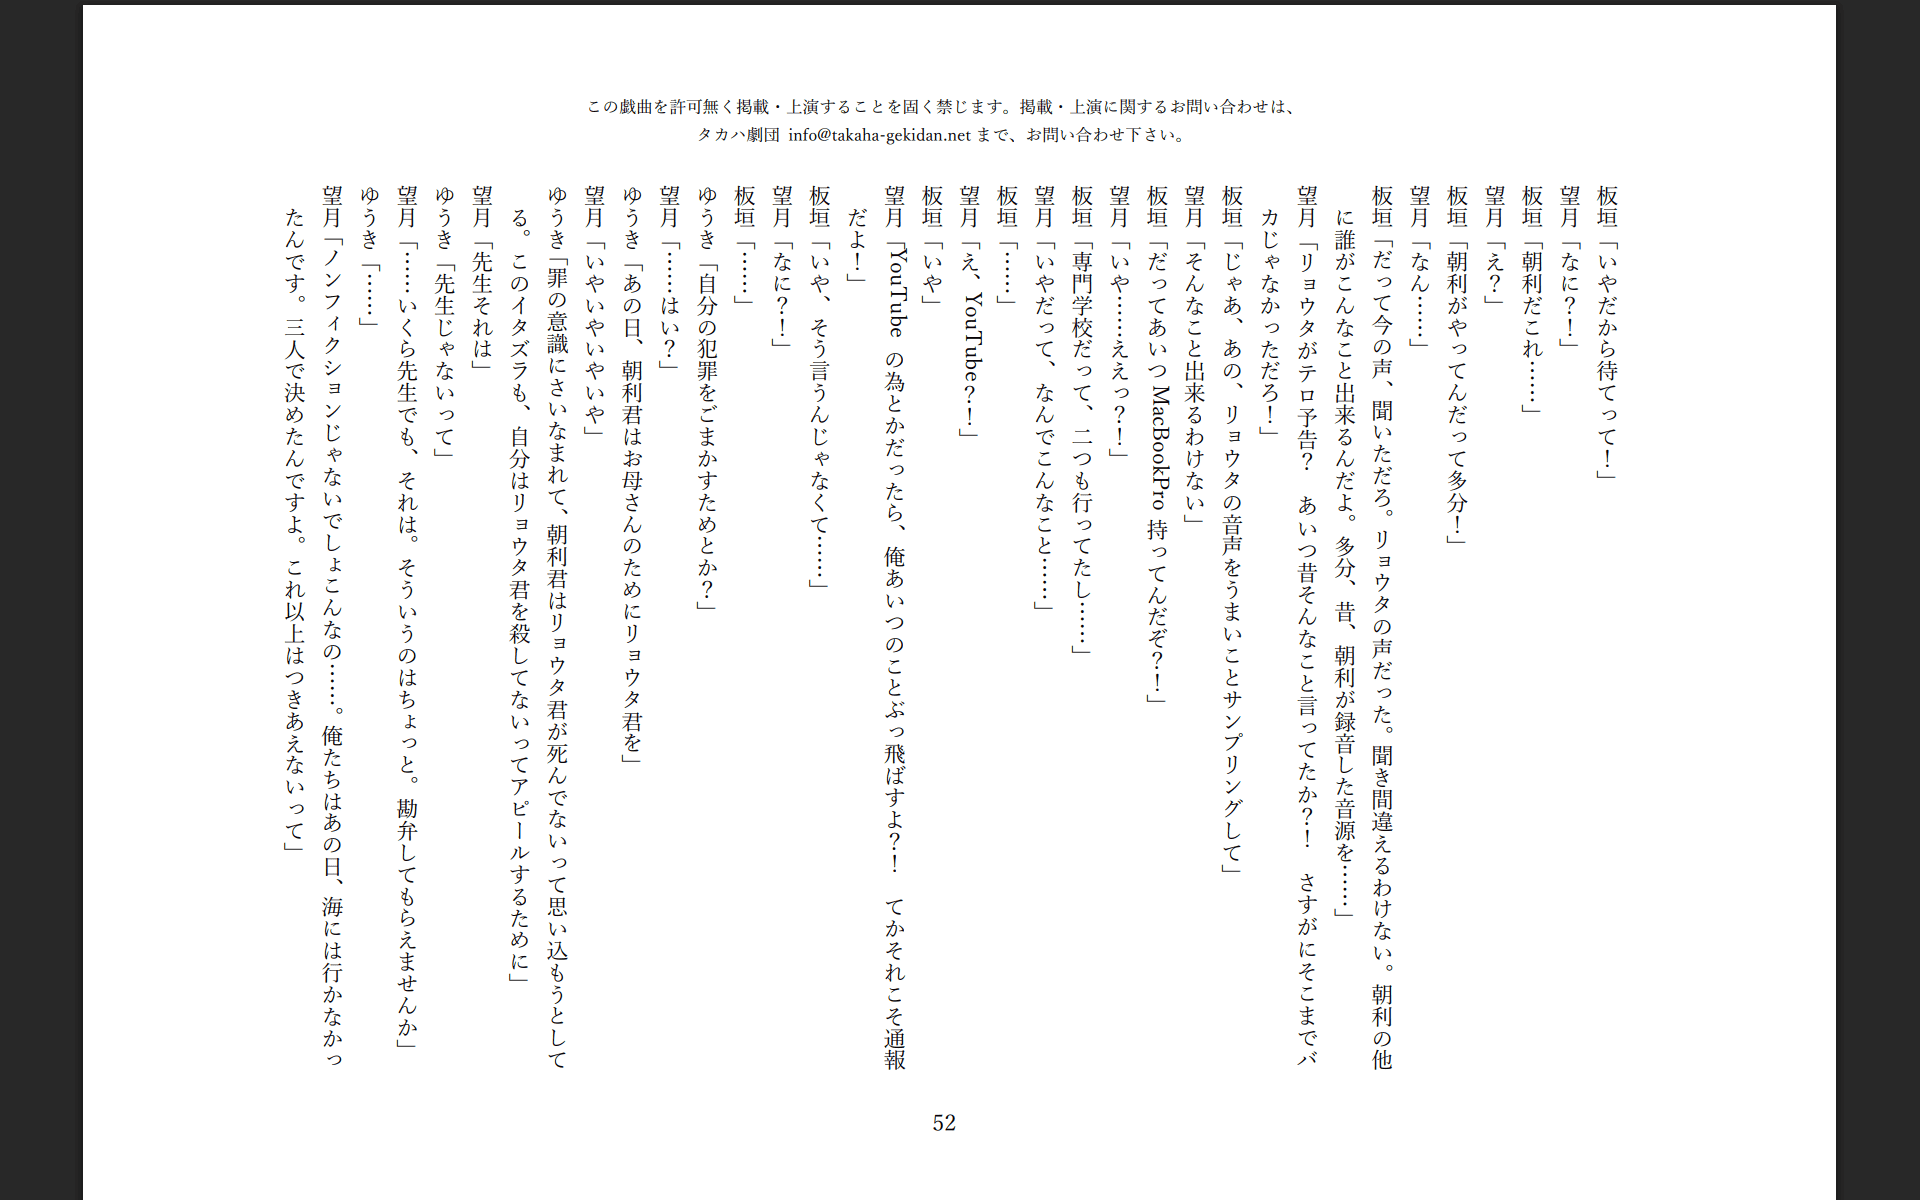 この戯曲を許可無く掲載・上演することを固く禁じます。掲載・上演に関するお問い合わせは、
タカハ劇団 info@takaha-gekidan.net まで、お問い合わせ下さい。
板垣「いやだから待てって！」
望月「なに？！」
板垣「朝利だこれ……」
望月「え？」
板垣「朝利がやってんだって多分！」
望月「なん……」
板垣「だって今の声、聞いただろ。リョウタの声だった。聞き間違えるわけない。朝利の他
に誰がこんなこと出来るんだよ。多分、昔、朝利が録音した音源を……」
望月「リョウタがテロ予告？　あいつ昔そんなこと言ってたか？！　さすがにそこまでバ
カじゃなかっただろ！」
板垣「じゃあ、あの、リョウタの音声をうまいことサンプリングして」
望月「そんなこと出来るわけない」
板垣「だってあいつ MacBookPro 持ってんだぞ？！」
望月「いや……ええっ？！」
板垣「専門学校だって、二つも行ってたし……」
望月「いやだって、なんでこんなこと……」
板垣「……」
望月「え、YouTube？！」
板垣「いや」
望月「YouTube の為とかだったら、俺あいつのことぶっ飛ばすよ？！　てかそれこそ通報
だよ！」
板垣「いや、そう言うんじゃなくて……」
望月「なに？！」
板垣「……」
ゆうき「自分の犯罪をごまかすためとか？」
望月「……はい？」
ゆうき「あの日、朝利君はお母さんのためにリョウタ君を」
望月「いやいやいやいや」
ゆうき「罪の意識にさいなまれて、朝利君はリョウタ君が死んでないって思い込もうとして
る。このイタズラも、自分はリョウタ君を殺してないってアピールするために」
望月「先生それは」
ゆうき「先生じゃないって」
望月「……いくら先生でも、それは。そういうのはちょっと。勘弁してもらえませんか」
ゆうき「……」
望月「ノンフィクションじゃないでしょこんなの……。俺たちはあの日、海には行かなかっ
たんです。三人で決めたんですよ。これ以上はつきあえないって」
52